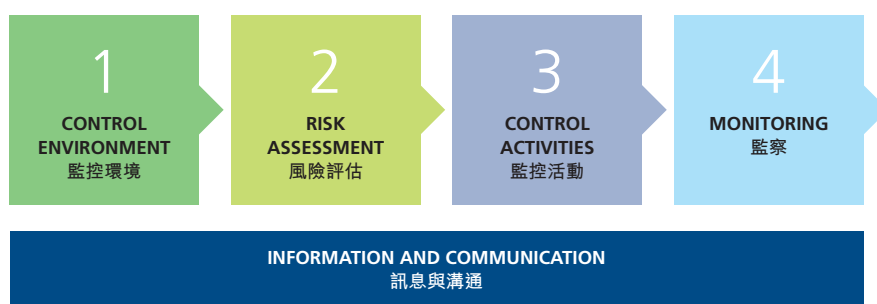 1
CONTROL
ENVIRONMENT
監控環境
2
RISK
ASSESSMENT
風險評估
3
CONTROL
ACTIVITIES
監控活動
4
MONITORING
監察
INFORMATION AND COMMUNICATION
訊息與溝通